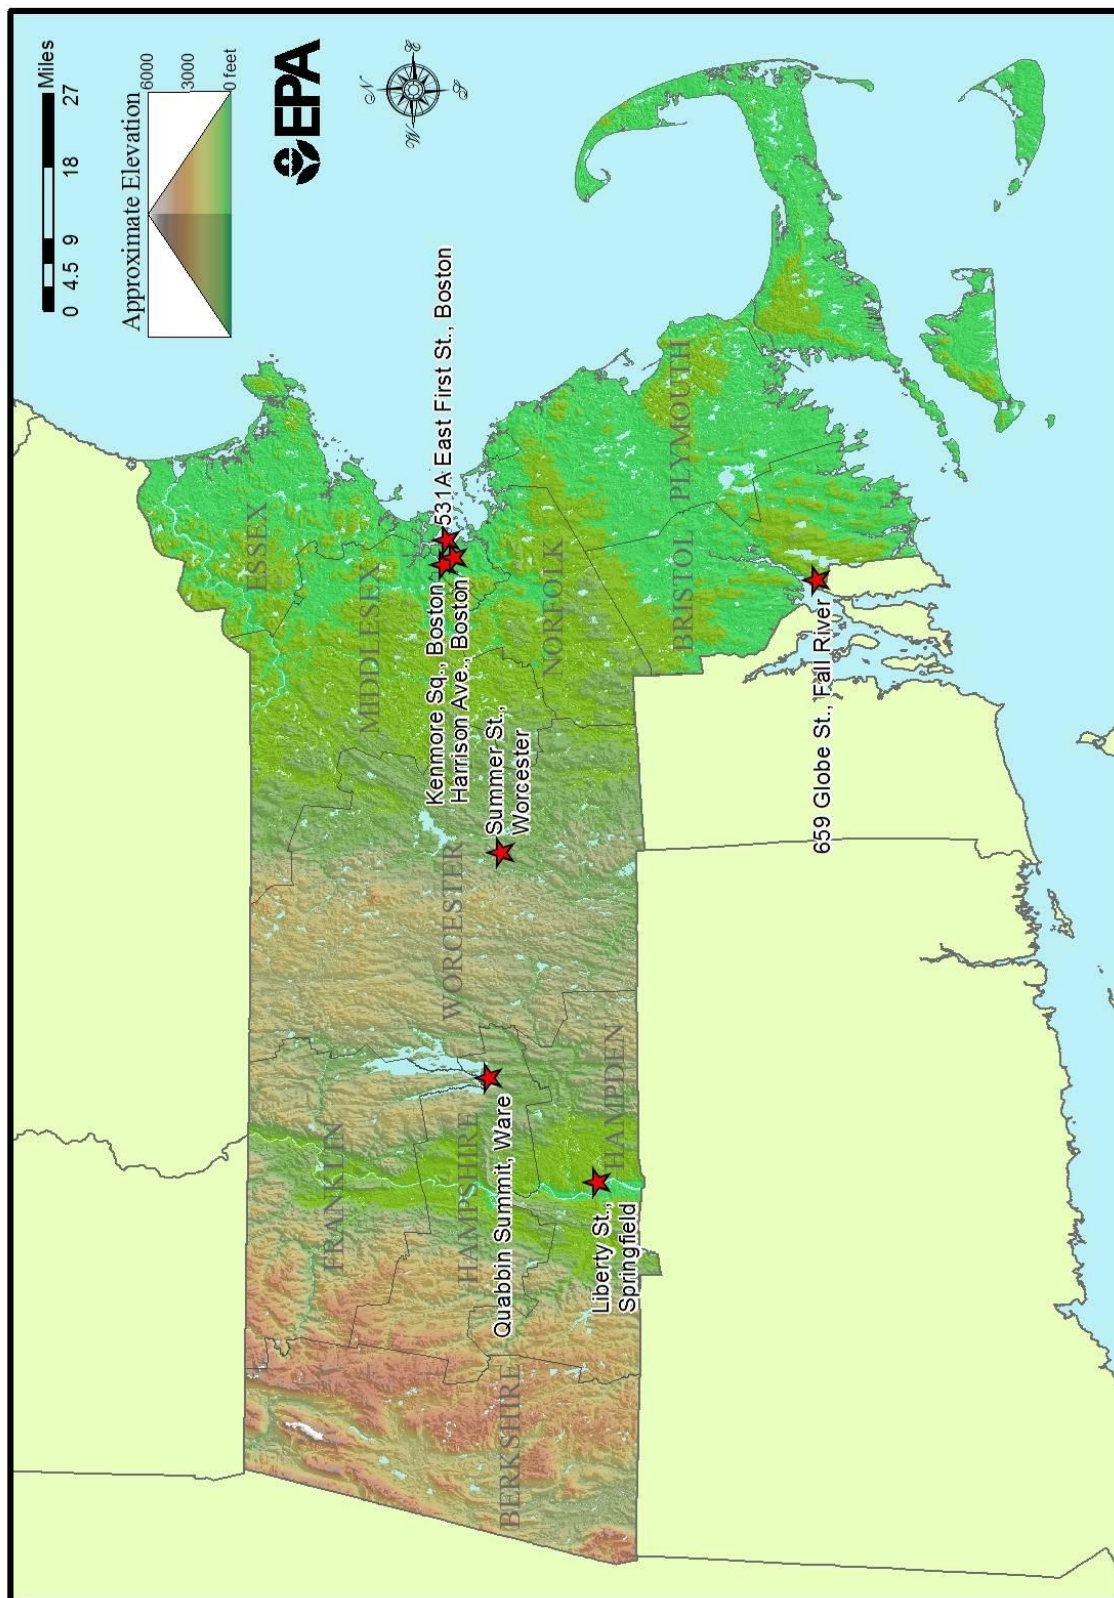 0 4.5 9 18 27 Miles
Approximate Elevation
6000
3000
0 feet
EPA
N
W
E
S
ESSEX
MIDDLESEX
531A East First St., Boston
Kenmore Sq., Boston
Harrison Ave., Boston
NORFOLK
Summer St.,
Worcester
WORCESTER
PLYMOUTH
BRISTOL
659 Globe St., Fall River
FRANKLIN
HAMPSHIRE
Quabbin Summit, Ware
HAMPDEN
Liberty St.,
Springfield
BERKSHIRE